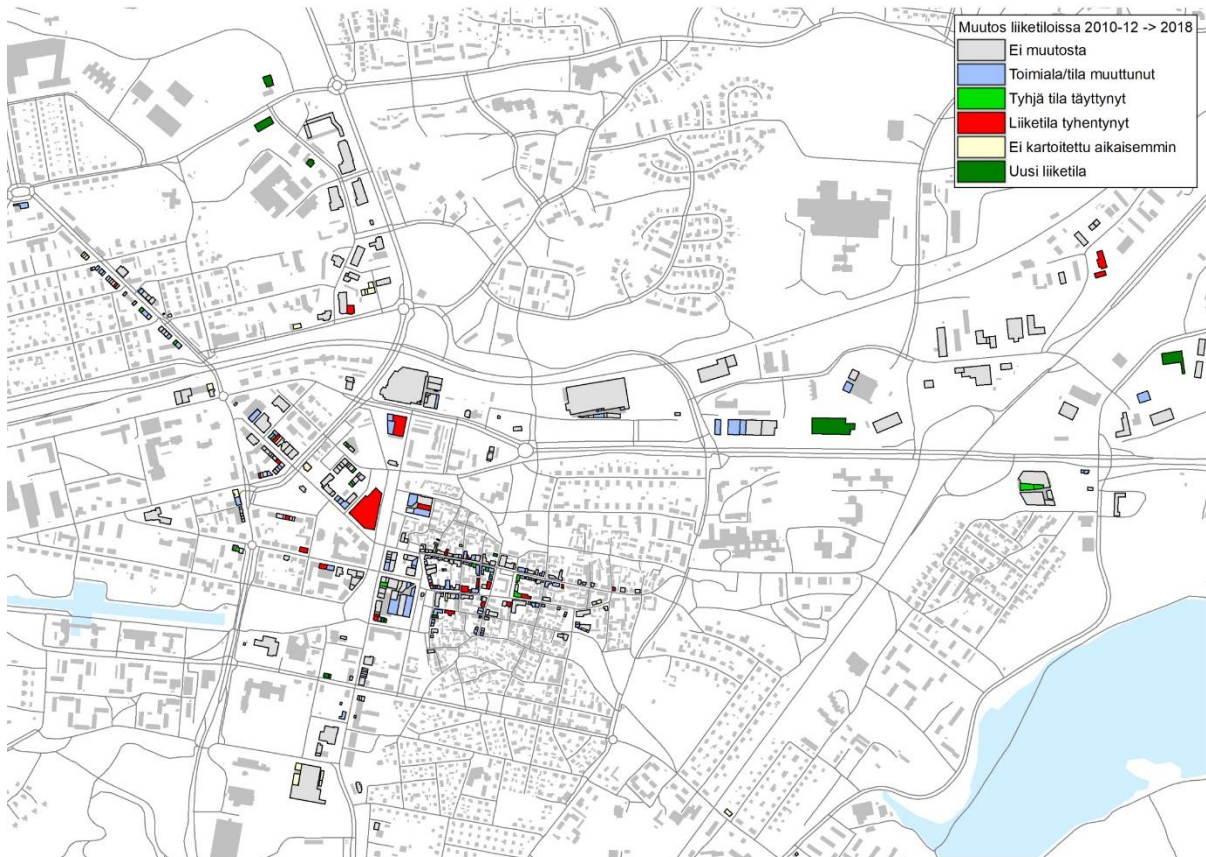 Muutos liiketiloissa 2010-12 -> 2018
Ei muutosta
Toimiala/tila muuttunut
Tyhjä tila täyttynyt
Liiketila tyhentynyt
Ei kartoitettu aikaisemmin
Uusi liiketila